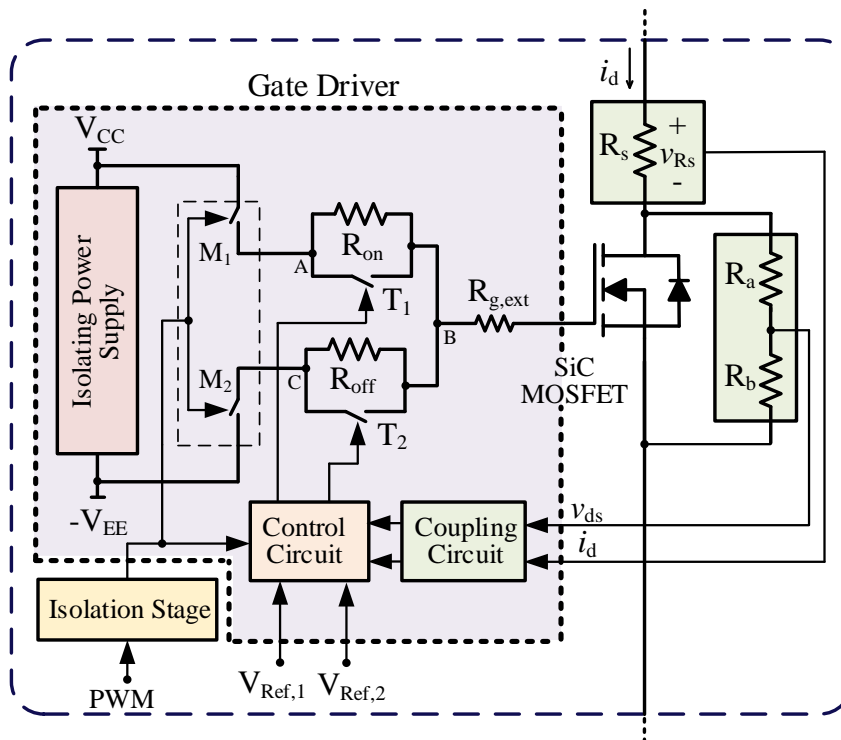 Gate Driver
V_CC
Isolating Power
Supply
-V_EE
M_1
M_2
A
R_on
T_1
B
C
R_off
T_2
R_g,ext
SiC
MOSFET
i_d
R_s
+
v_Rs
-
R_a
R_b
v_ds
i_d
Control
Circuit
Coupling
Circuit
Isolation Stage
PWM
V_Ref,1
V_Ref,2